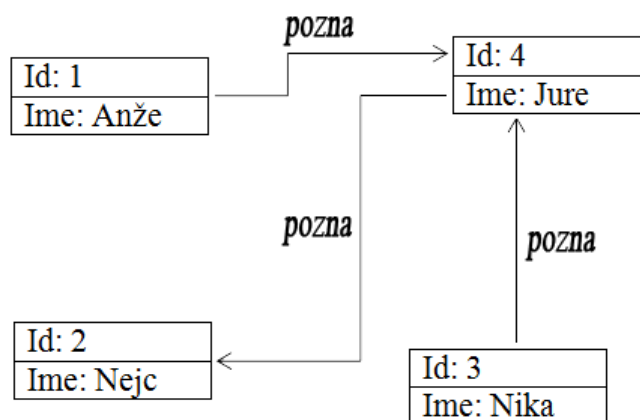 pozna
Id: 1
Ime: Anže
Id: 4
Ime: Jure
pozna
pozna
Id: 2
Ime: Nejc
Id: 3
Ime: Nika